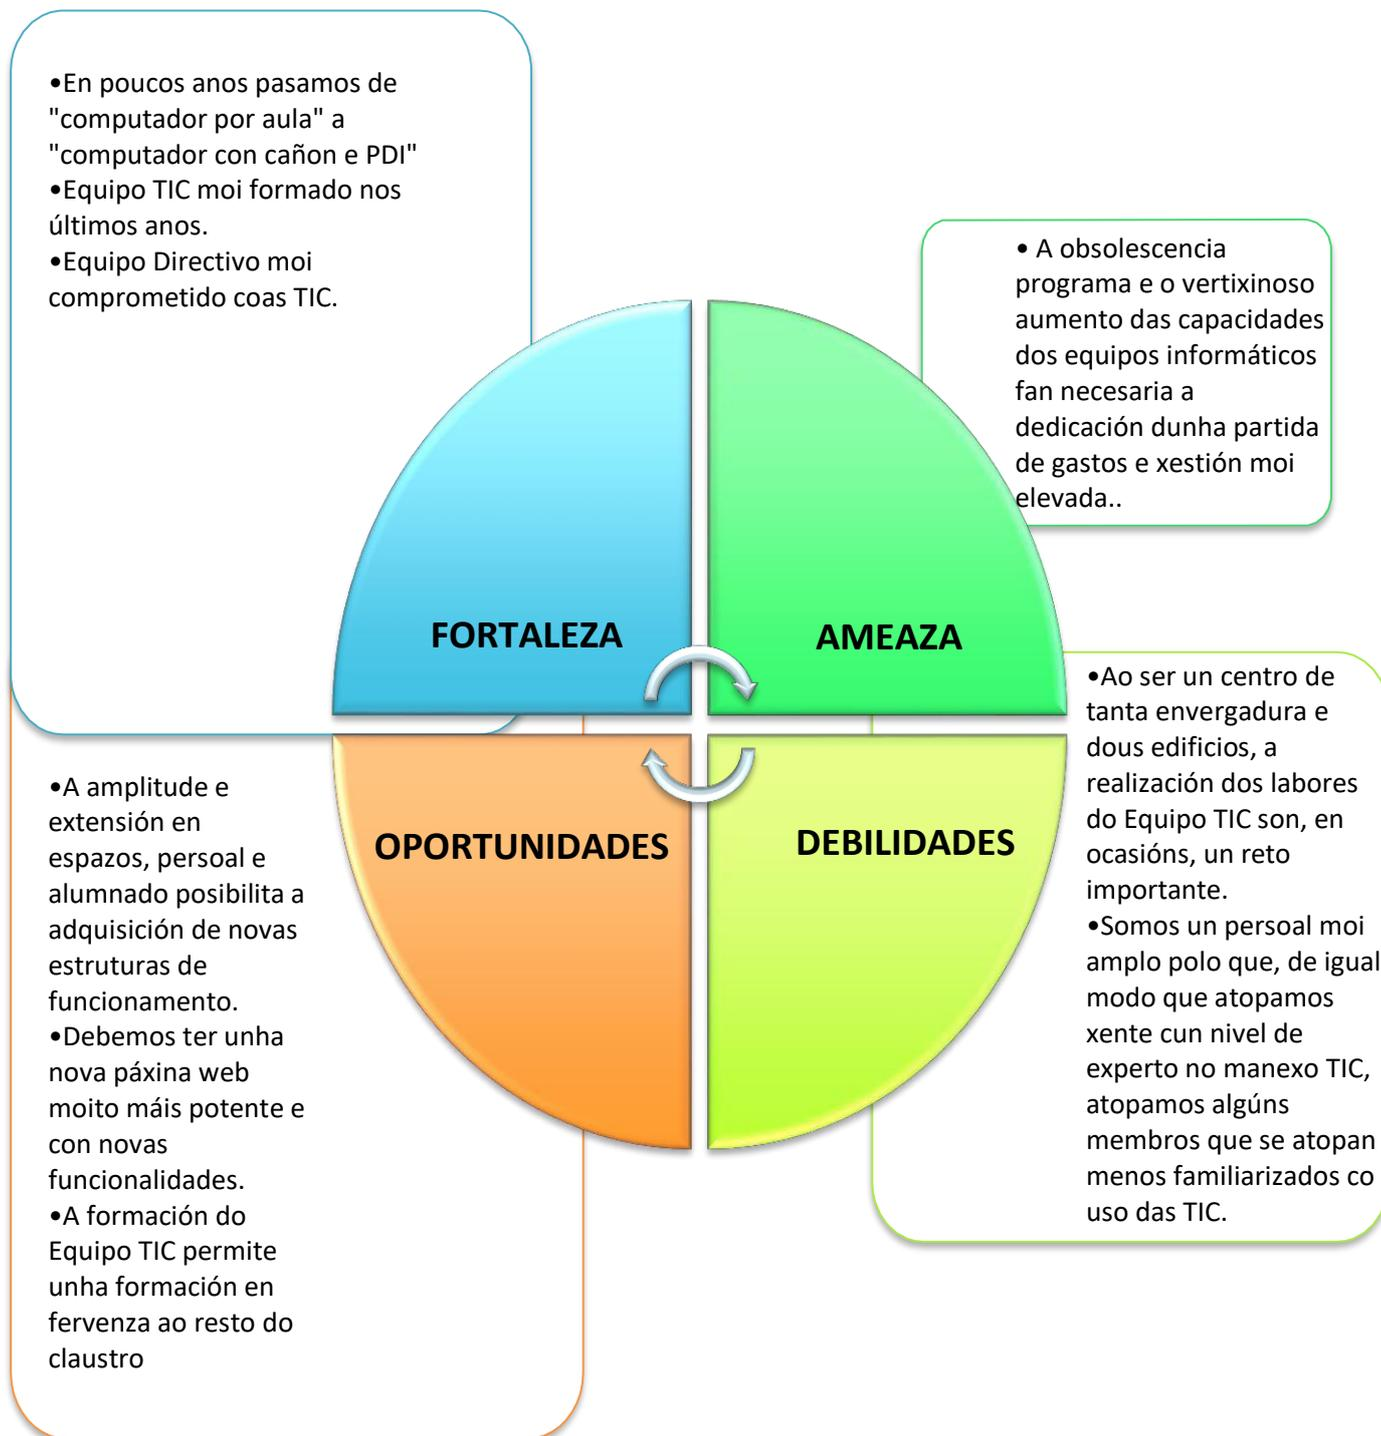 •En poucos anos pasamos de
"computador por aula" a
"computador con cañon e PDI"
•Equipo TIC moi formado nos
últimos anos.
•Equipo Directivo moi
comprometido coas TIC.
• A obsolescencia
programa e o vertixinoso
aumento das capacidades
dos equipos informáticos
fan necesaria a
dedicación dunha partida
de gastos e xestión moi
elevada..
FORTALEZA
AMEAZA
OPORTUNIDADES
DEBILIDADES
•A amplitude e
extensión en
espazos, persoal e
alumnado posibilita a
adquisición de novas
estruturas de
funcionamento.
•Debemos ter unha
nova páxina web
moito máis potente e
con novas
funcionalidades.
•A formación do
Equipo TIC permite
unha formación en
fervenza ao resto do
claustro
•Ao ser un centro de
tanta envergadura e
dous edificios, a
realización dos labores
do Equipo TIC son, en
ocasións, un reto
importante.
•Somos un persoal moi
amplo polo que, de igual
modo que atopamos
xente cun nivel de
experto no manexo TIC,
atopamos algúns
membros que se atopan
menos familiarizados co
uso das TIC.